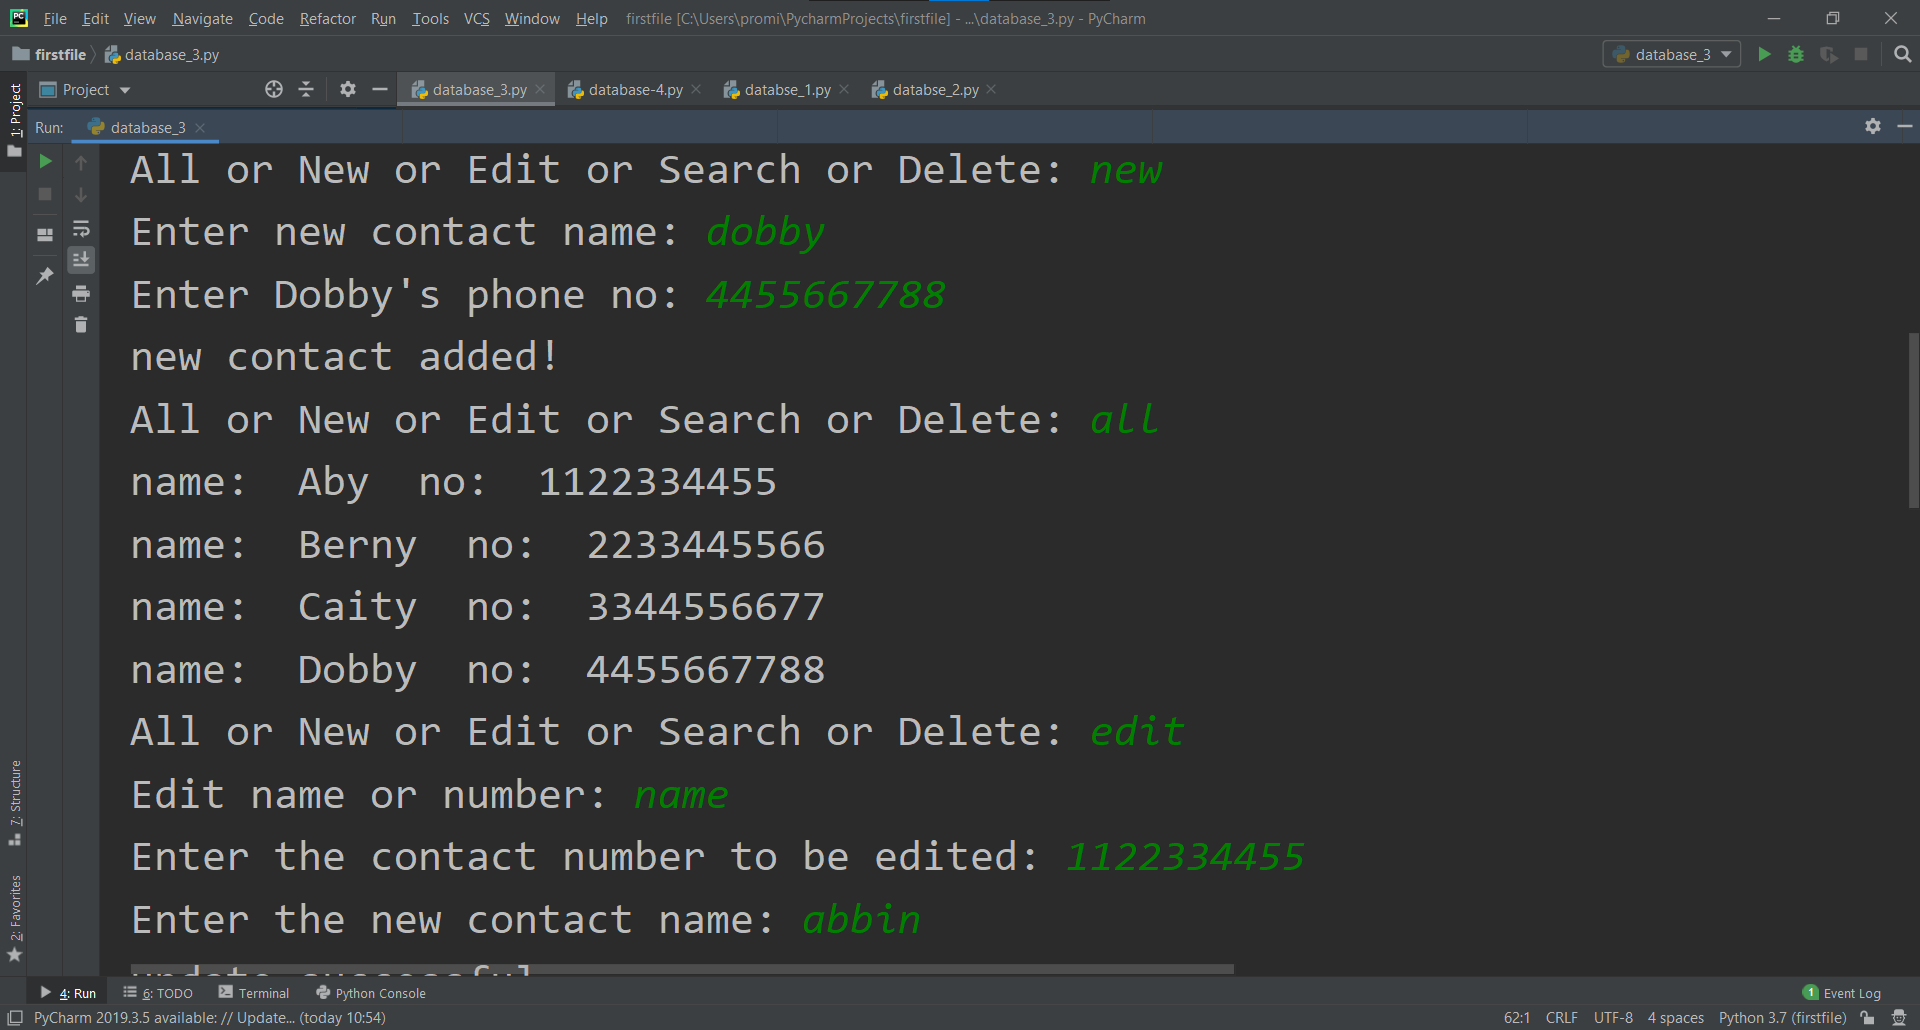 PC File Edit View Navigate Code Refactor Run Tools VCS Window Help firstfile [C:\Users\promi\PycharmProjects\firstfile] - ...\database_3.py - PyCharm
firstfile database_3.py database_3
1: Project
Project database_3.py database-4.py databse_1.py databse_2.py
Run: database_3
All or New or Edit or Search or Delete: new
Enter new contact name: dobby
Enter Dobby's phone no: 4455667788
new contact added!
All or New or Edit or Search or Delete: all
name:  Aby  no:  1122334455
name:  Berny  no:  2233445566
name:  Caity  no:  3344556677
name:  Dobby  no:  4455667788
All or New or Edit or Search or Delete: edit
Edit name or number: name
Enter the contact number to be edited: 1122334455
Enter the new contact name: abbin
update successful
7: Structure
2: Favorites
4: Run 6: TODO Terminal Python Console 1 Event Log
PyCharm 2019.3.5 available: // Update... (today 10:54) 62:1 CRLF UTF-8 4 spaces Python 3.7 (firstfile)